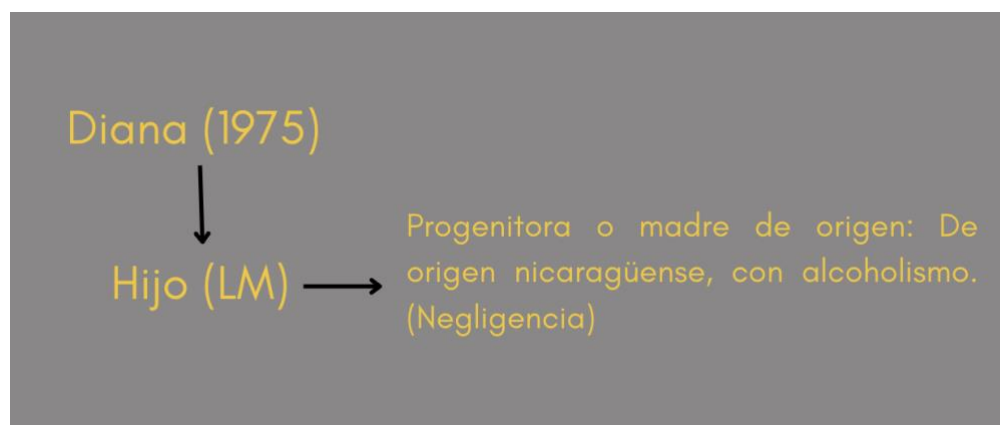 Diana (1975)
Hijo (LM)
Progenitora o madre de origen: De
origen nicaragüense, con alcoholismo.
(Negligencia)